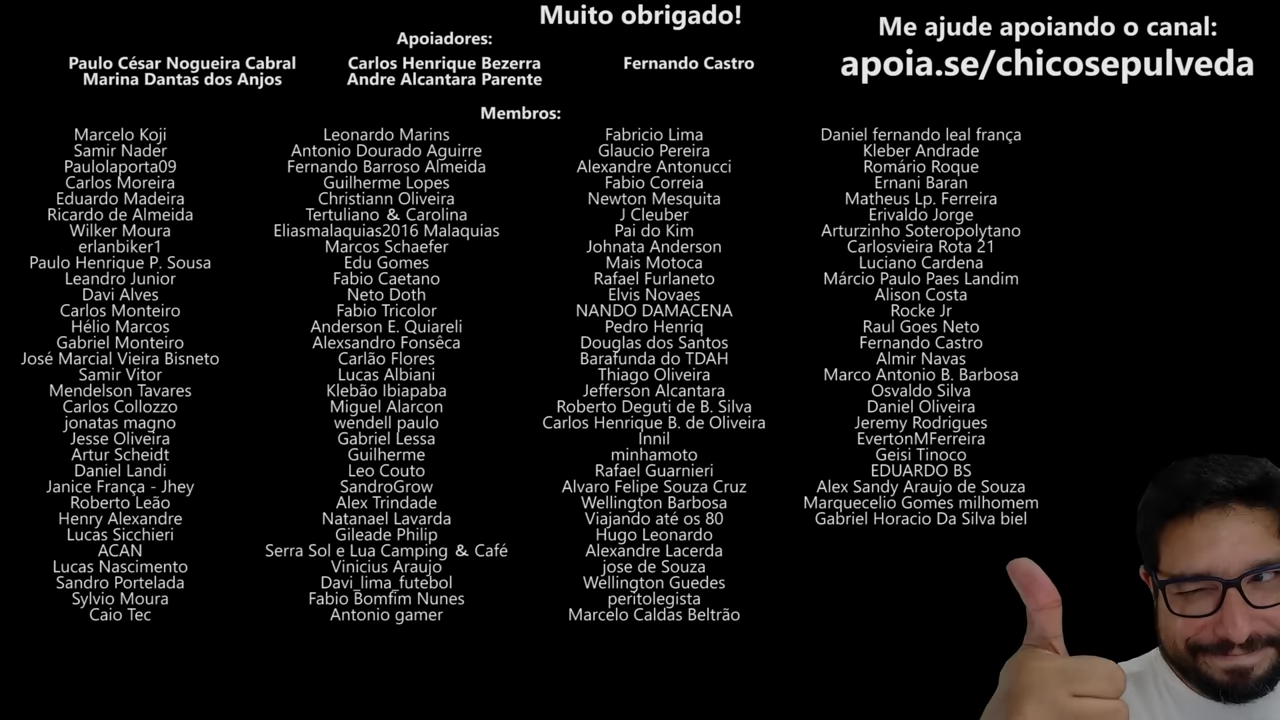 Muito obrigado!
Me ajude apoiando o canal:
apoia.se/chicosepulveda
Apoiadores:
Paulo César Nogueira Cabral
Marina Dantas dos Anjos
Carlos Henrique Bezerra
Andre Alcantara Parente
Fernando Castro
Membros:
Marcelo Koji
Samir Nader
Paulolaporta09
Carlos Moreira
Eduardo Madeira
Ricardo de Almeida
Wilker Moura
erlanbiker1
Paulo Henrique P. Sousa
Leandro Junior
Davi Alves
Carlos Monteiro
Hélio Marcos
Gabriel Monteiro
José Marcial Vieira Bisneto
Samir Vitor
Mendelson Tavares
Carlos Collozzo
jonatas magno
Jesse Oliveira
Artur Scheidt
Daniel Landi
Janice França - Jhey
Roberto Leão
Henry Alexandre
Lucas Sicchieri
ACAN
Lucas Nascimento
Sandro Portelada
Sylvio Moura
Caio Tec
Leonardo Marins
Antonio Dourado Aguirre
Fernando Barroso Almeida
Guilherme Lopes
Christiann Oliveira
Tertuliano & Carolina
Eliasmalaquias2016 Malaquias
Marcos Schaefer
Edu Gomes
Fabio Caetano
Neto Doth
Fabio Tricolor
Anderson E. Quiareli
Alexsandro Fonsêca
Carlão Flores
Lucas Albiani
Klebão Ibiapaba
Miguel Alarcon
wendell paulo
Gabriel Lessa
Guilherme
Leo Couto
SandroGrow
Alex Trindade
Natanael Lavarda
Gileade Philip
Serra Sol e Lua Camping & Café
Vinicius Araujo
Davi_lima_futebol
Fabio Bomfim Nunes
Antonio gamer
Fabricio Lima
Glaucio Pereira
Alexandre Antonucci
Fabio Correia
Newton Mesquita
J Cleuber
Pai do Kim
Johnata Anderson
Mais Motoca
Rafael Furlaneto
Elvis Novaes
NANDO DAMACENA
Pedro Henriq
Douglas dos Santos
Barafunda do TDAH
Thiago Oliveira
Jefferson Alcantara
Roberto Deguti de B. Silva
Carlos Henrique B. de Oliveira
Innil
minhamoto
Rafael Guarnieri
Alvaro Felipe Souza Cruz
Wellington Barbosa
Viajando até os 80
Hugo Leonardo
Alexandre Lacerda
jose de Souza
Wellington Guedes
peritolegista
Marcelo Caldas Beltrão
Daniel fernando leal frança
Kleber Andrade
Romário Roque
Ernani Baran
Matheus Lp. Ferreira
Erivaldo Jorge
Arturzinho Soteropolytano
Carlosvieira Rota 21
Luciano Cardena
Márcio Paulo Paes Landim
Alison Costa
Rocke Jr
Raul Goes Neto
Fernando Castro
Almir Navas
Marco Antonio B. Barbosa
Osvaldo Silva
Daniel Oliveira
Jeremy Rodrigues
EvertonMFerreira
Geisi Tinoco
EDUARDO BS
Alex Sandy Araujo de Souza
Marquecelio Gomes milhomem
Gabriel Horacio Da Silva biel